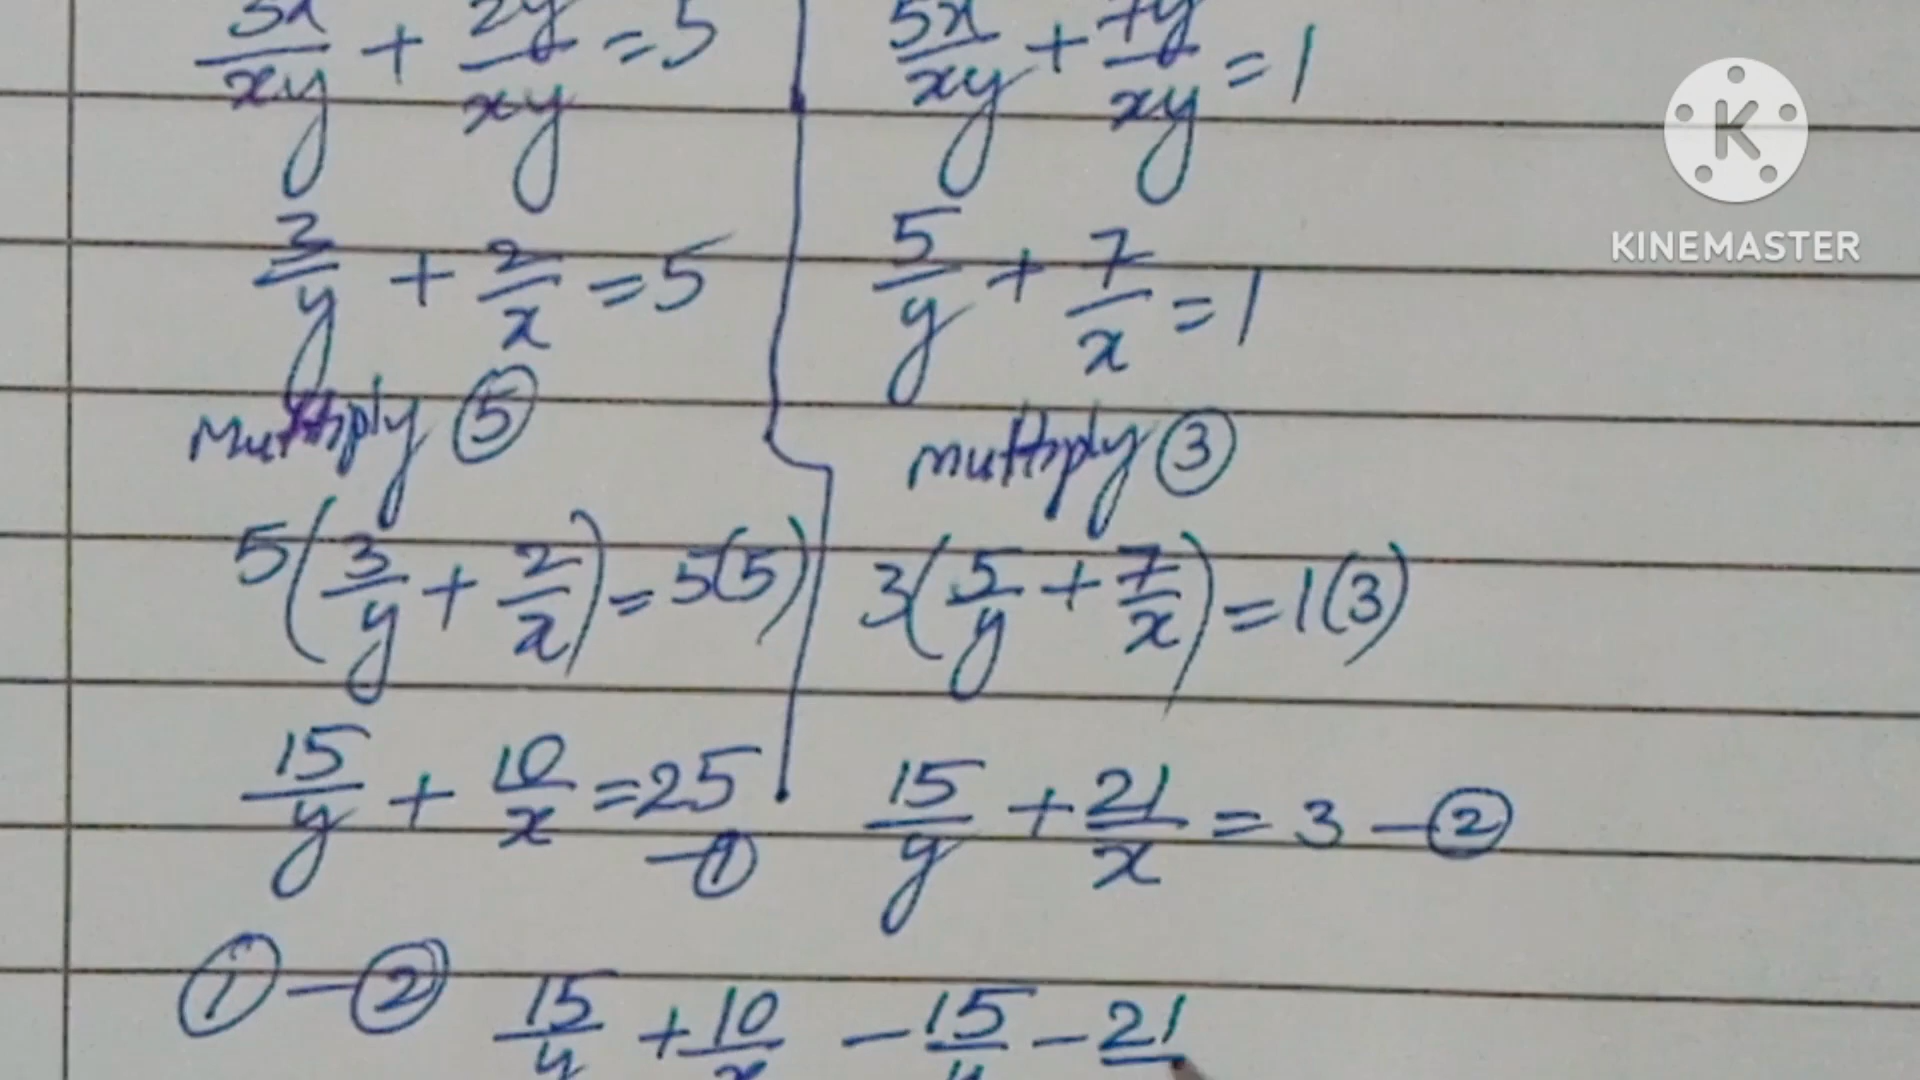 3x/xy + 2y/xy = 5
5x/xy + 7y/xy = 1
3/y + 2/x = 5
5/y + 7/x = 1
Multiply ⑤
multiply ③
5(3/y + 2/x) = 5(5)
3(5/y + 7/x) = 1(3)
15/y + 10/x = 25 — ①
15/y + 21/x = 3 — ②
① — ② 15/y + 10/x - 15/y - 21
K
KINEMASTER